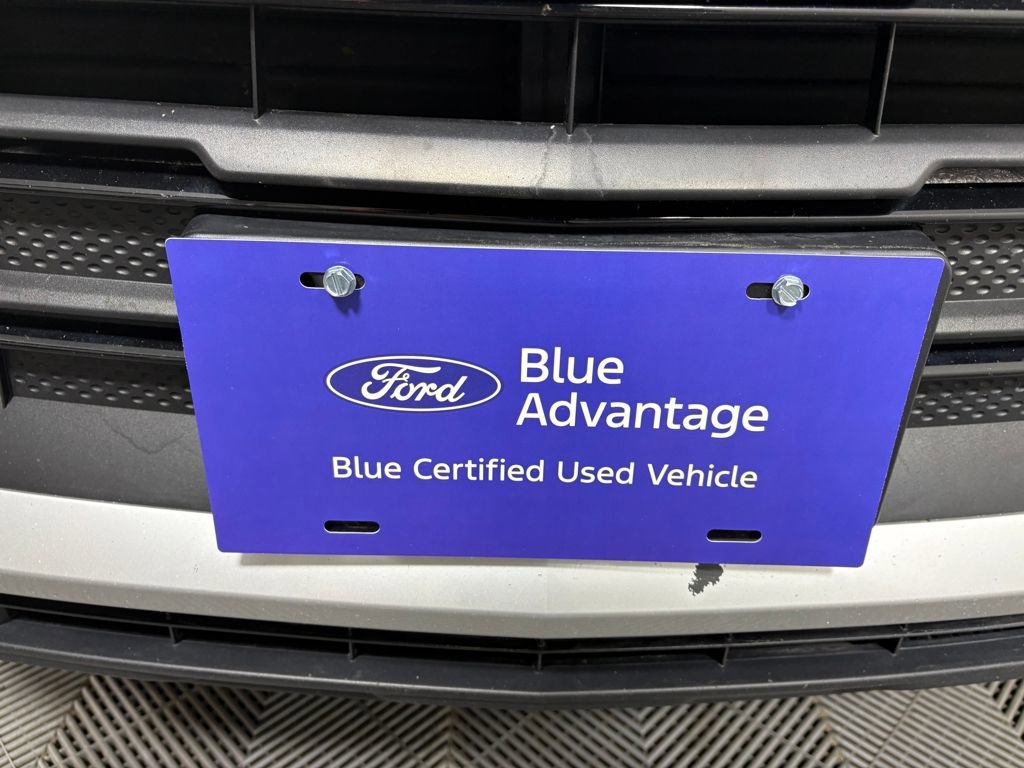 Ford
Blue
Advantage
Blue Certified Used Vehicle